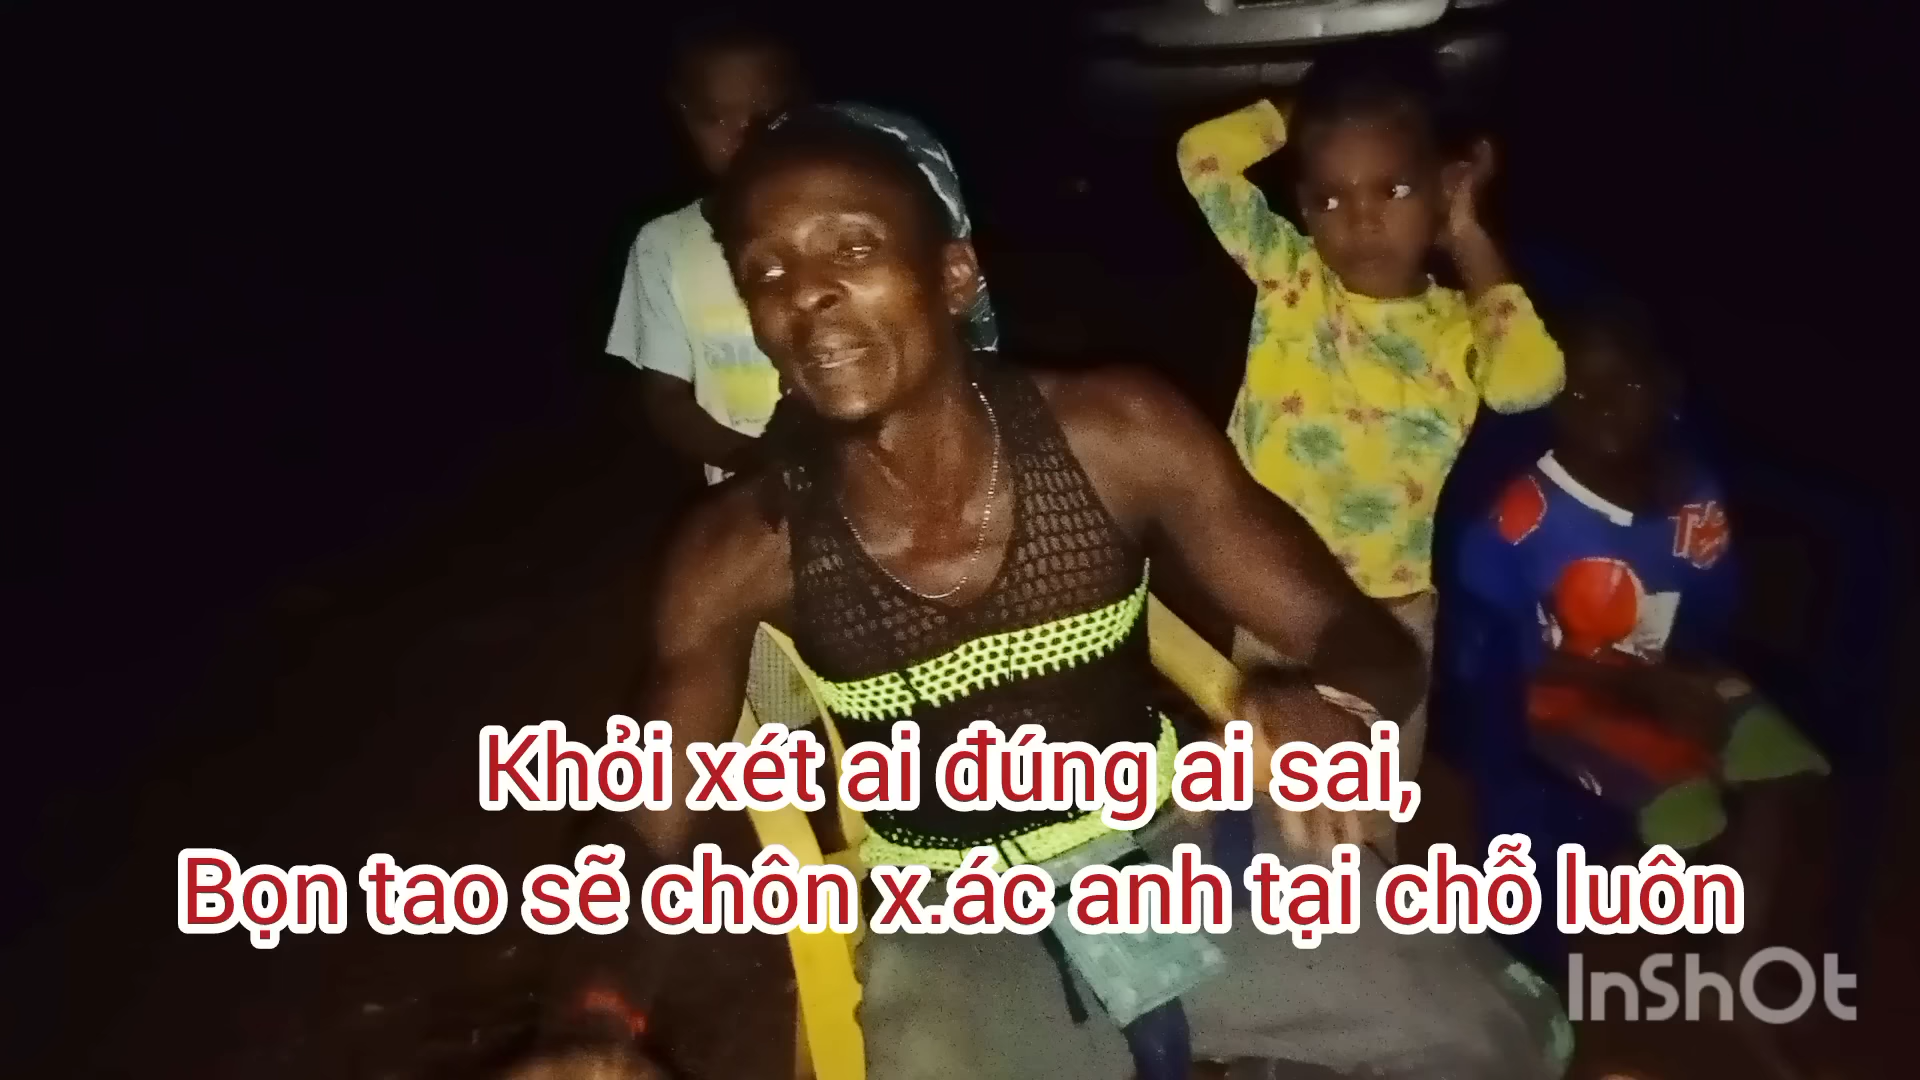 Khỏi xét ai đúng ai sai,
Bọn tao sẽ chôn x.ác anh tại chỗ luôn
InShOt